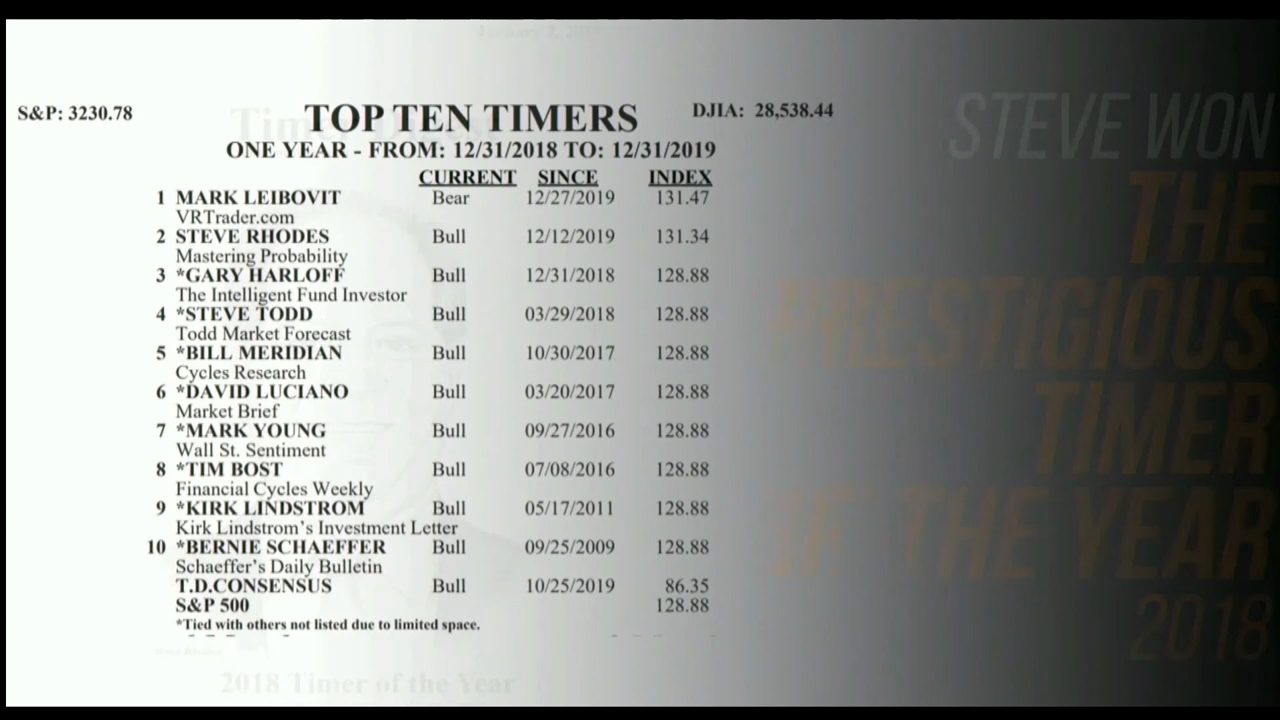 January 2, 
S&P: 3230.78
TOP TEN TIMERS
DJIA: 28,538.44
Timer Digest
ONE YEAR - FROM: 12/31/2018 TO: 12/31/2019
CURRENT SINCE INDEX
1 MARK LEIBOVIT Bear 12/27/2019 131.47
VRTrader.com
2 STEVE RHODES Bull 12/12/2019 131.34
Mastering Probability
3 *GARY HARLOFF Bull 12/31/2018 128.88
The Intelligent Fund Investor
4 *STEVE TODD Bull 03/29/2018 128.88
Todd Market Forecast
5 *BILL MERIDIAN Bull 10/30/2017 128.88
Cycles Research
6 *DAVID LUCIANO Bull 03/20/2017 128.88
Market Brief
7 *MARK YOUNG Bull 09/27/2016 128.88
Wall St. Sentiment
8 *TIM BOST Bull 07/08/2016 128.88
Financial Cycles Weekly
9 *KIRK LINDSTROM Bull 05/17/2011 128.88
Kirk Lindstrom's Investment Letter
10 *BERNIE SCHAEFFER Bull 09/25/2009 128.88
Schaeffer's Daily Bulletin
T.D.CONSENSUS Bull 10/25/2019 86.35
S&P 500 128.88
*Tied with others not listed due to limited space.
2018 Timer of the Year
STEVE WON
THE
PRESTIGIOUS
TIMER
IF THE YEAR
2018